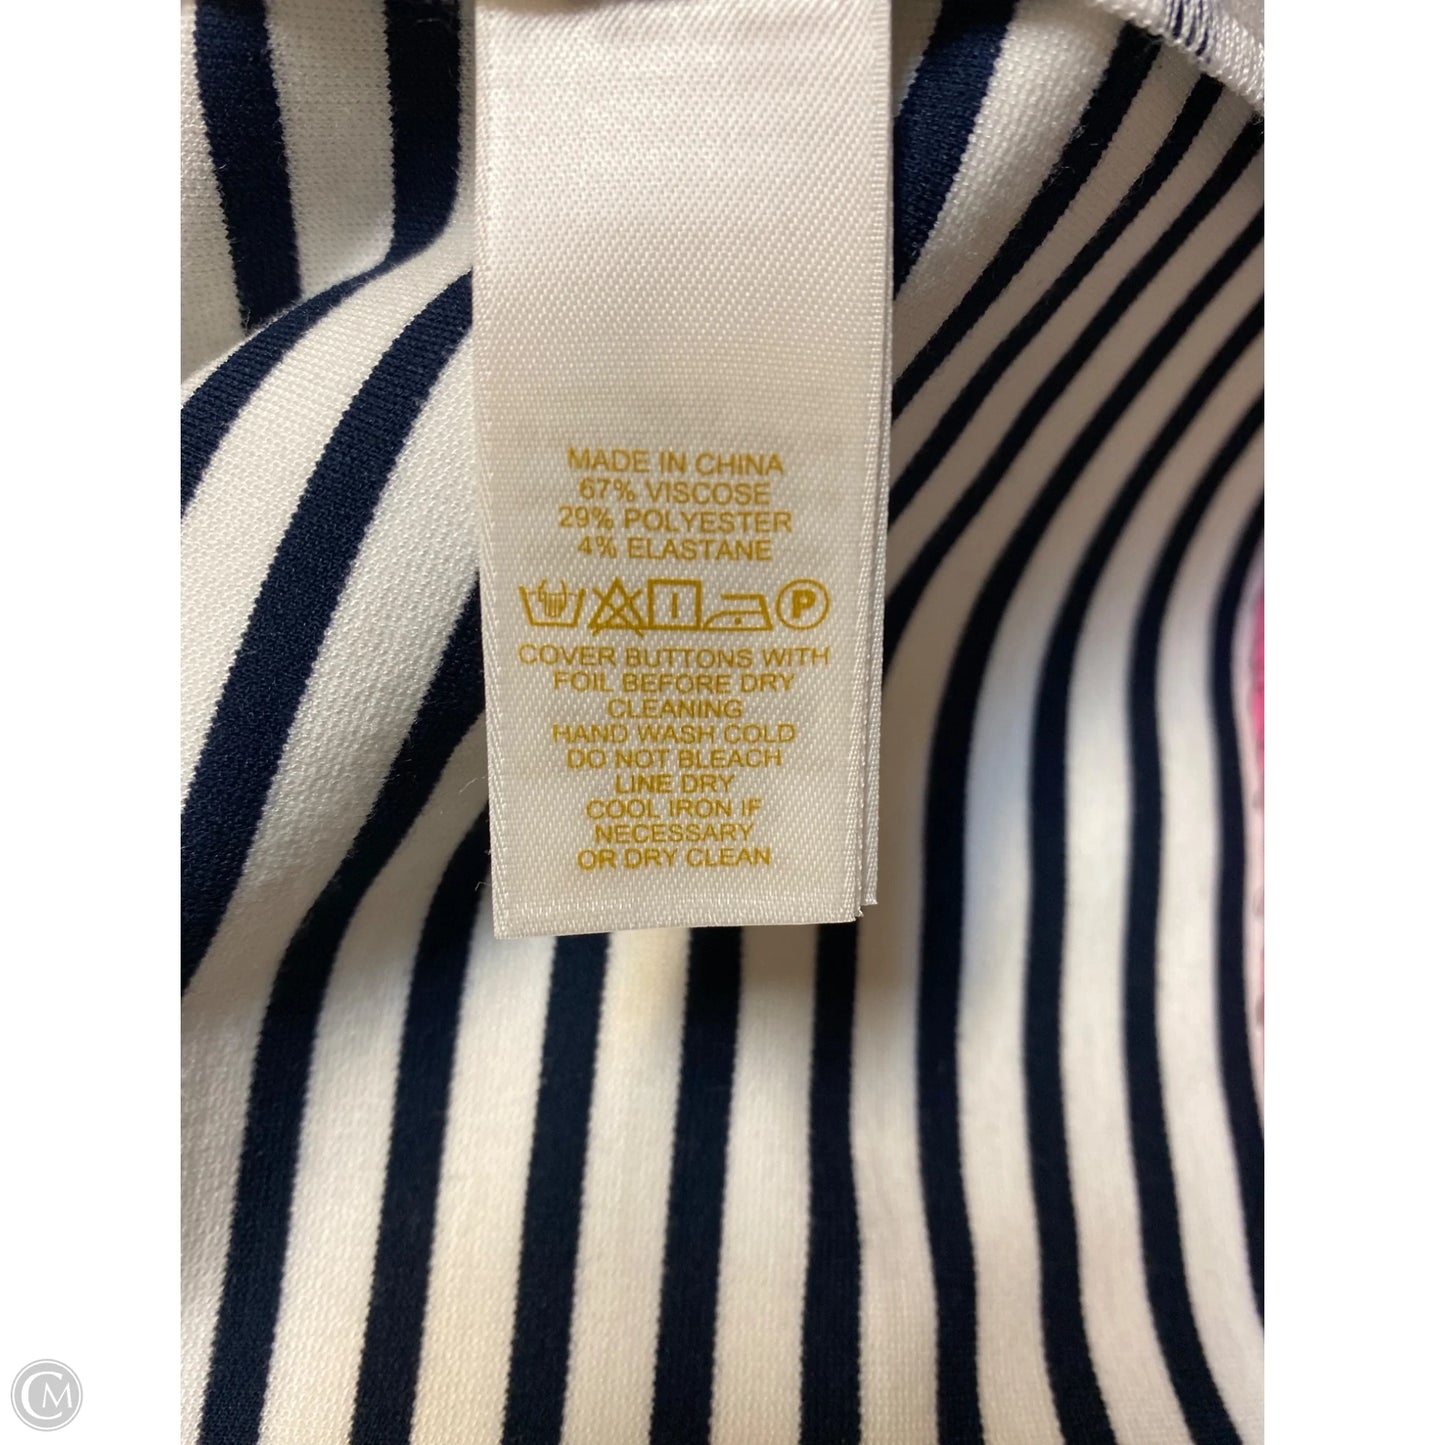 MADE IN CHINA
67% VISCOSE
29% POLYESTER
4% ELASTANE
P
COVER BUTTONS WITH
FOIL BEFORE DRY
CLEANING
HAND WASH COLD
DO NOT BLEACH
LINE DRY
COOL IRON IF
NECESSARY
OR DRY CLEAN
CM